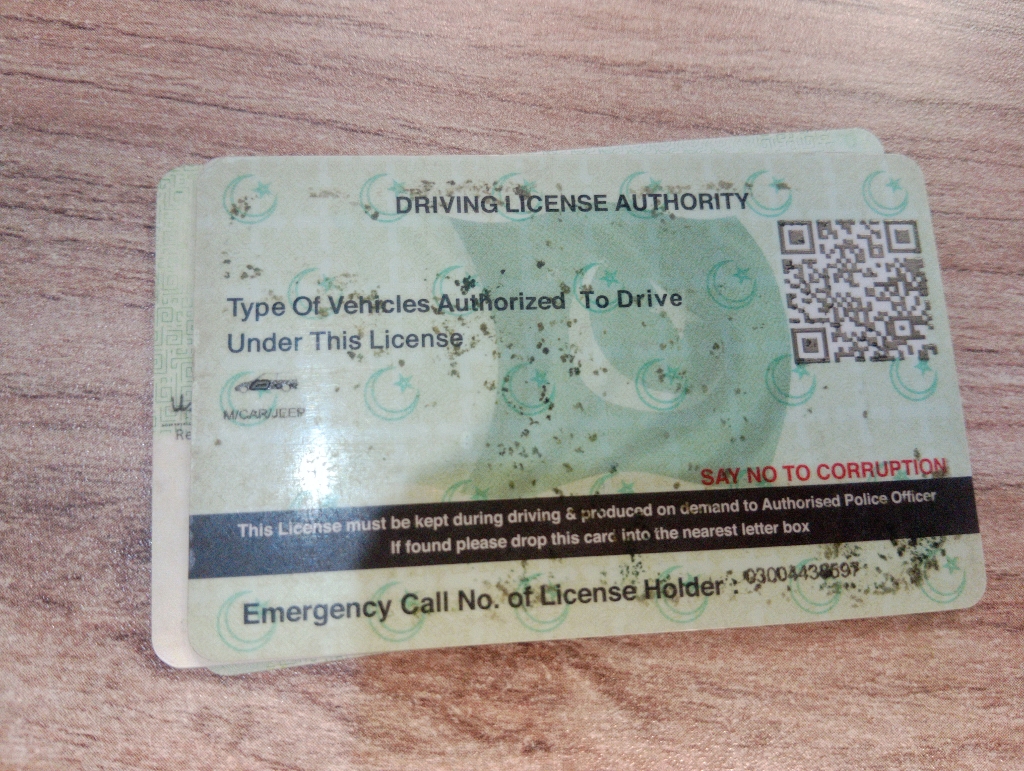 DRIVING LICENSE AUTHORITY
Type Of Vehicles Authorized To Drive
Under This License
M/CAR/JEEP
SAY NO TO CORRUPTION
This License must be kept during driving & produced on demand to Authorised Police Officer
If found please drop this card into the nearest letter box
Emergency Call No. of License Holder :
Re